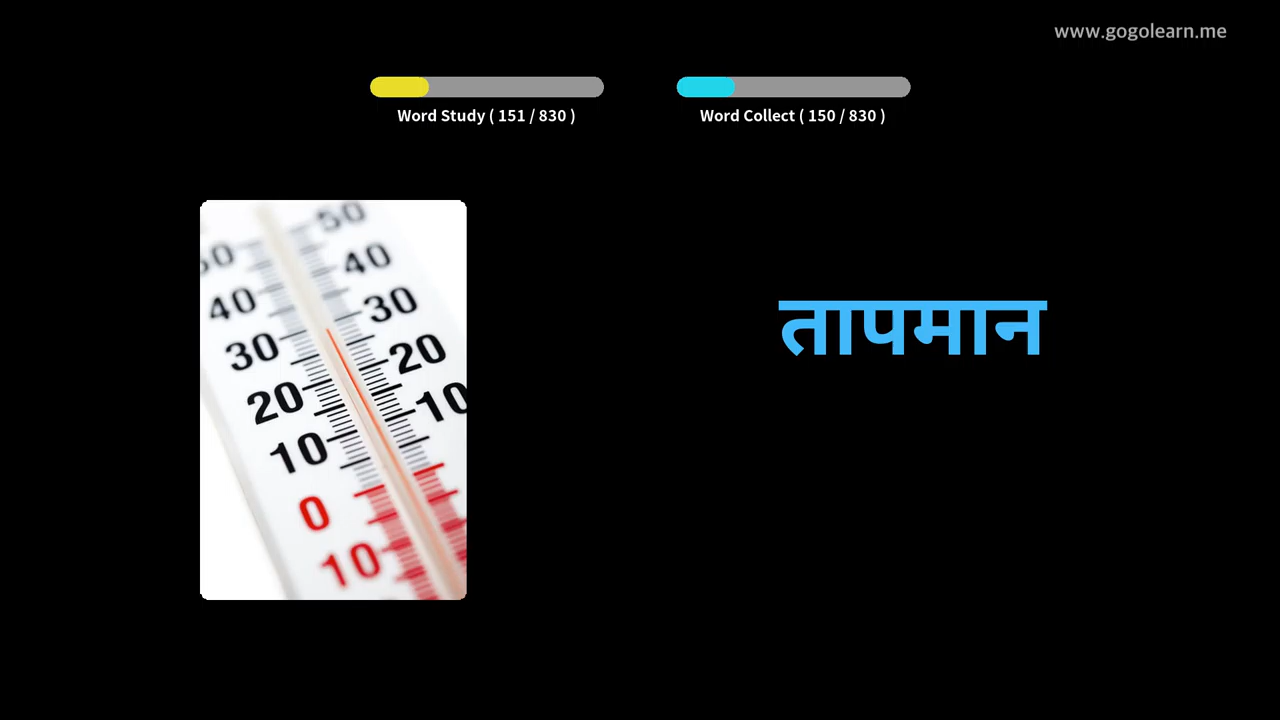 www.gogolearn.me
Word Study ( 151 / 830 )
Word Collect ( 150 / 830 )
50
50 40
40 30
30 20
20 10
10
0
10
तापमान